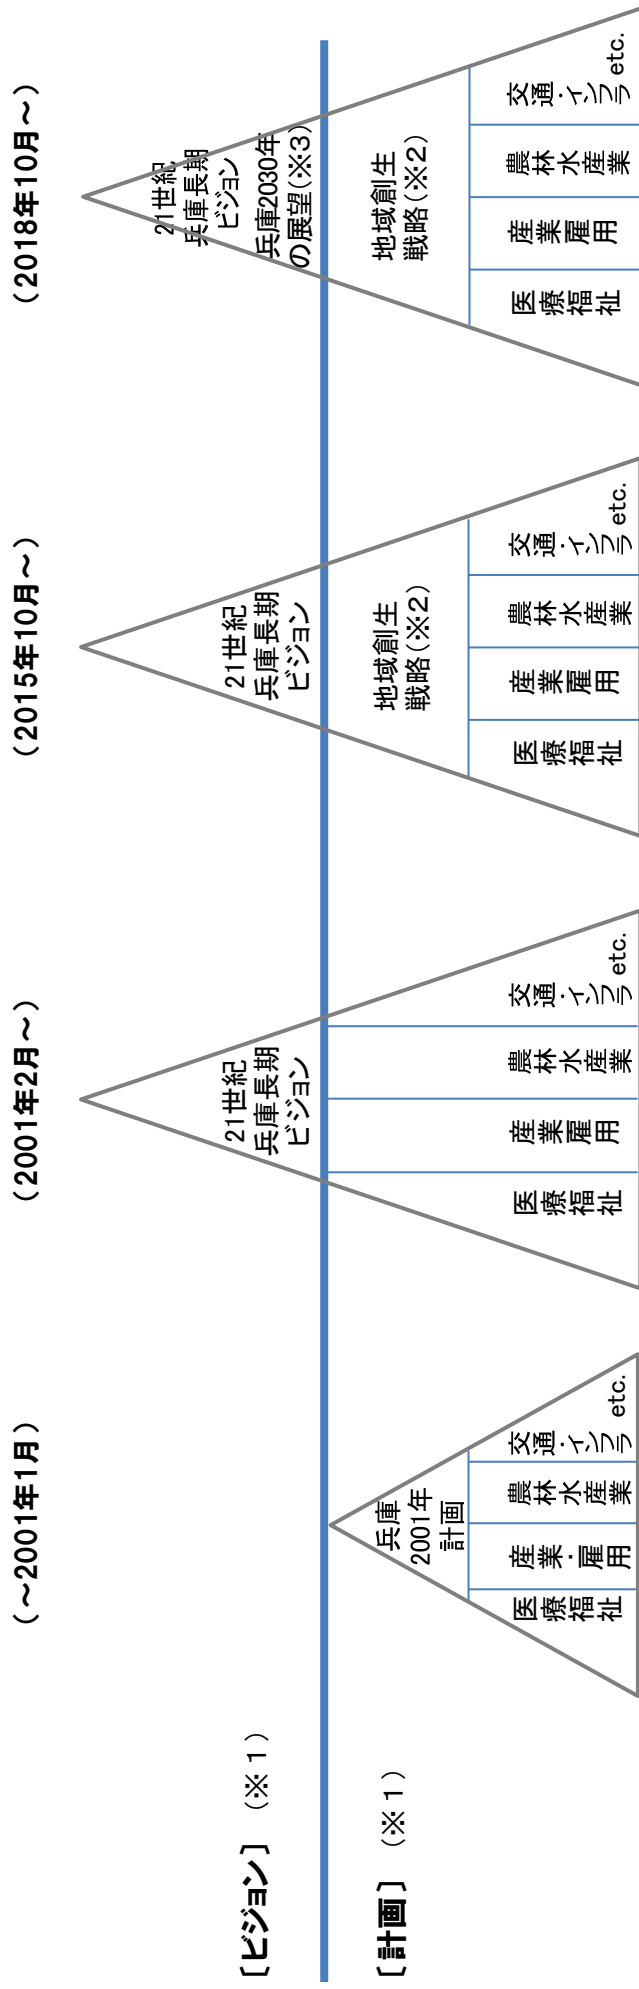 （～2001年1月）
（2001年2月～）
（2015年10月～）
（2018年10月～）
［ビジョン］（※１）
21世紀
兵庫長期
ビジョン
21世紀
兵庫長期
ビジョン
21世紀
兵庫長期
ビジョン
兵庫2030年
の展望(※3)
［計画］（※１）
兵庫
2001年
計画
地域創生
戦略(※2)
地域創生
戦略(※2)
医療福祉
産業・雇用
農林水産業
交通・インフラ
etc.
医療福祉
産業雇用
農林水産業
交通・インフラ
etc.
医療福祉
産業雇用
農林水産業
交通・インフラ
etc.
医療福祉
産業雇用
農林水産業
交通・インフラ
etc.